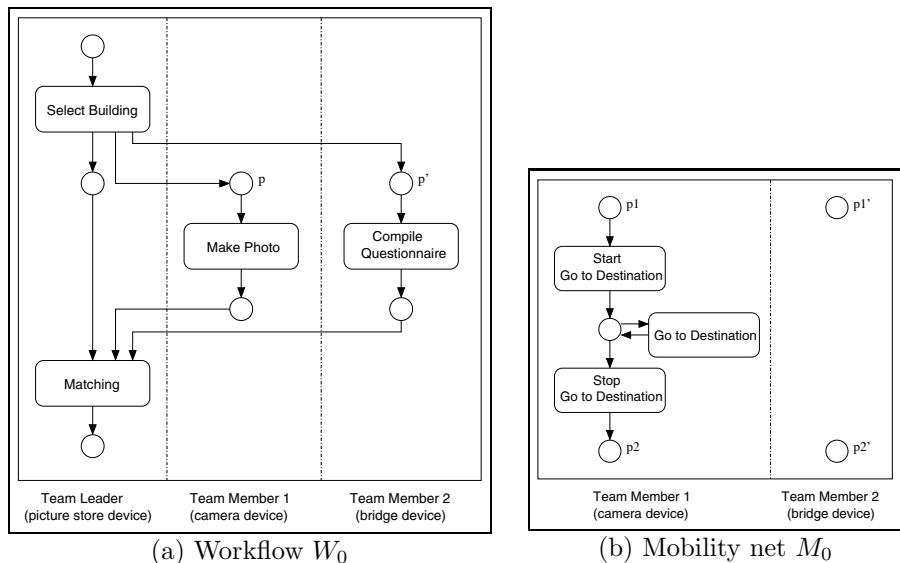 Select Building
p
p'
Make Photo
Compile
Questionnaire
Matching
Team Leader
(picture store device)
Team Member 1
(camera device)
Team Member 2
(bridge device)
(a) Workflow W0
p1
p1'
Start
Go to Destination
Go to Destination
Stop
Go to Destination
p2
p2'
Team Member 1
(camera device)
Team Member 2
(bridge device)
(b) Mobility net M0